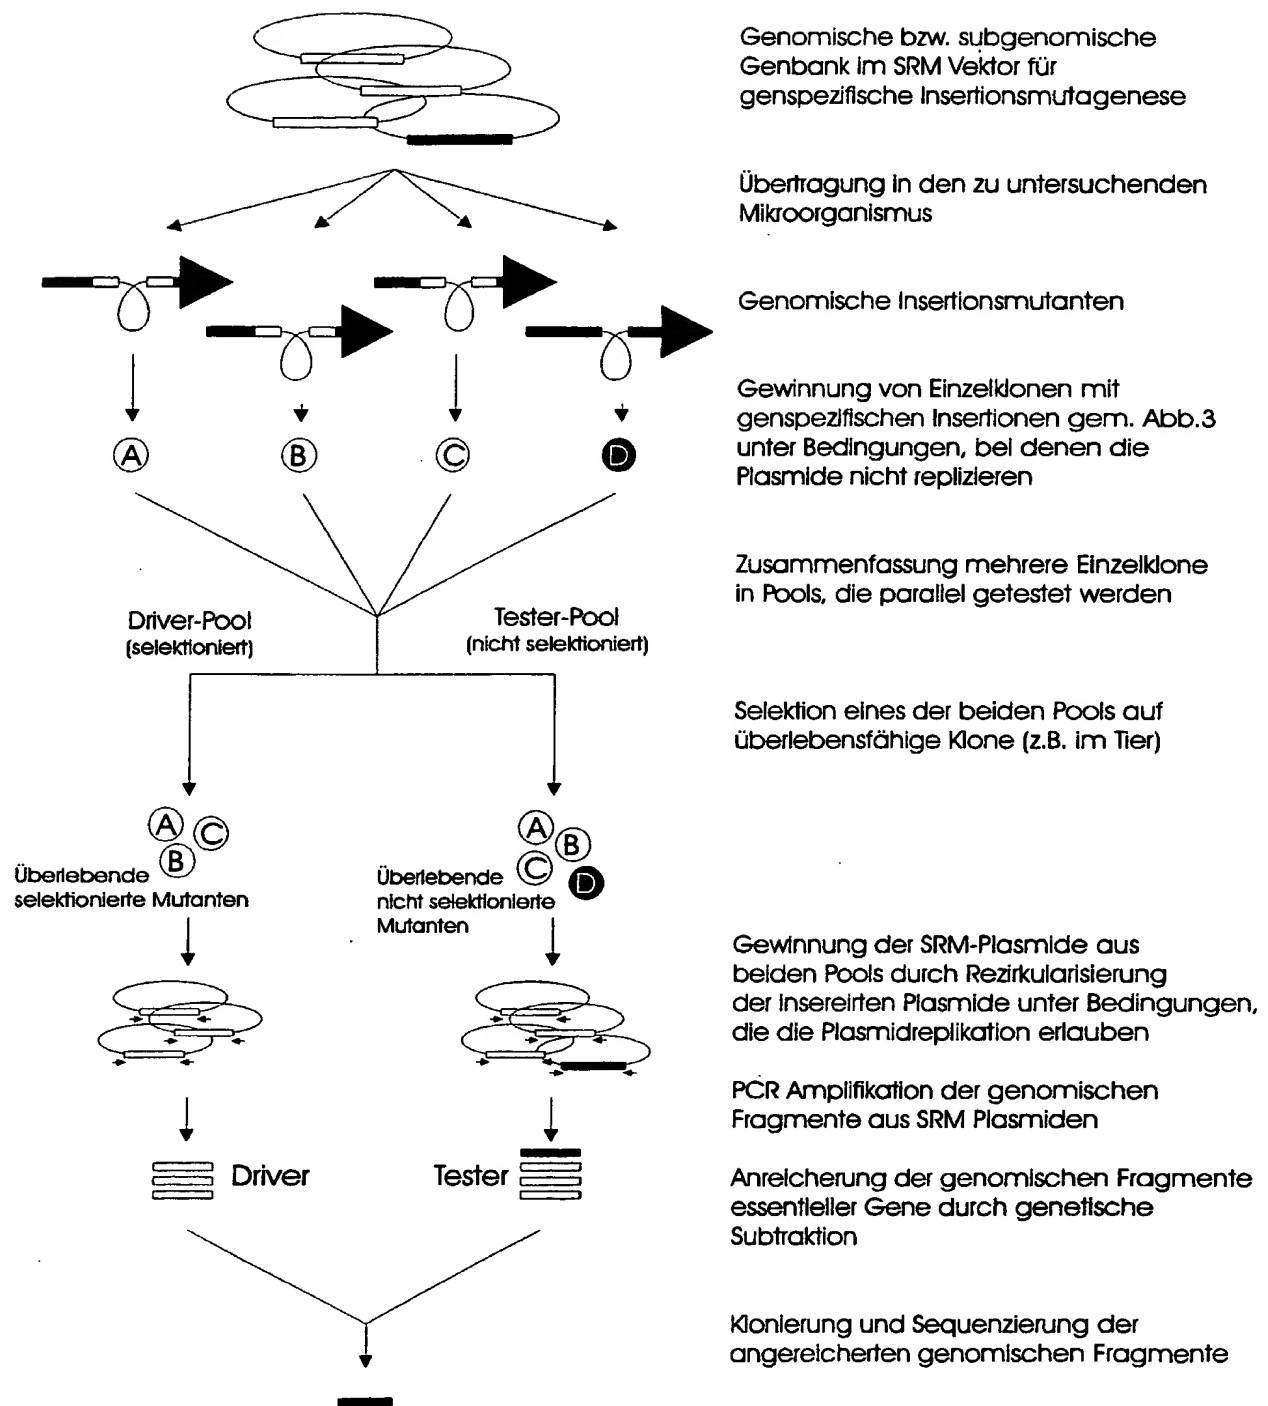 Genomische bzw. subgenomische
Genbank im SRM Vektor für
genspezifische Insertionsmutagenese
Übertragung in den zu untersuchenden
Mikroorganismus
Genomische Insertionsmutanten
Gewinnung von Einzelklonen mit
genspezifischen Insertionen gem. Abb.3
unter Bedingungen, bei denen die
Plasmide nicht replizieren
A B C D
Zusammenfassung mehrere Einzelklone
in Pools, die parallel getestet werden
Driver-Pool
(selektioniert)
Tester-Pool
(nicht selektioniert)
Selektion eines der beiden Pools auf
überlebensfähige Klone (z.B. im Tier)
A
C
B
Überlebende
selektionierte Mutanten
A
B
C
D
Überlebende
nicht selektionierte
Mutanten
Gewinnung der SRM-Plasmide aus
beiden Pools durch Rezirkularisierung
der insereirten Plasmide unter Bedingungen,
die die Plasmidreplikation erlauben
PCR Amplifikation der genomischen
Fragmente aus SRM Plasmiden
Driver
Tester
Anreicherung der genomischen Fragmente
essentieller Gene durch genetische
Subtraktion
Klonierung und Sequenzierung der
angereicherten genomischen Fragmente